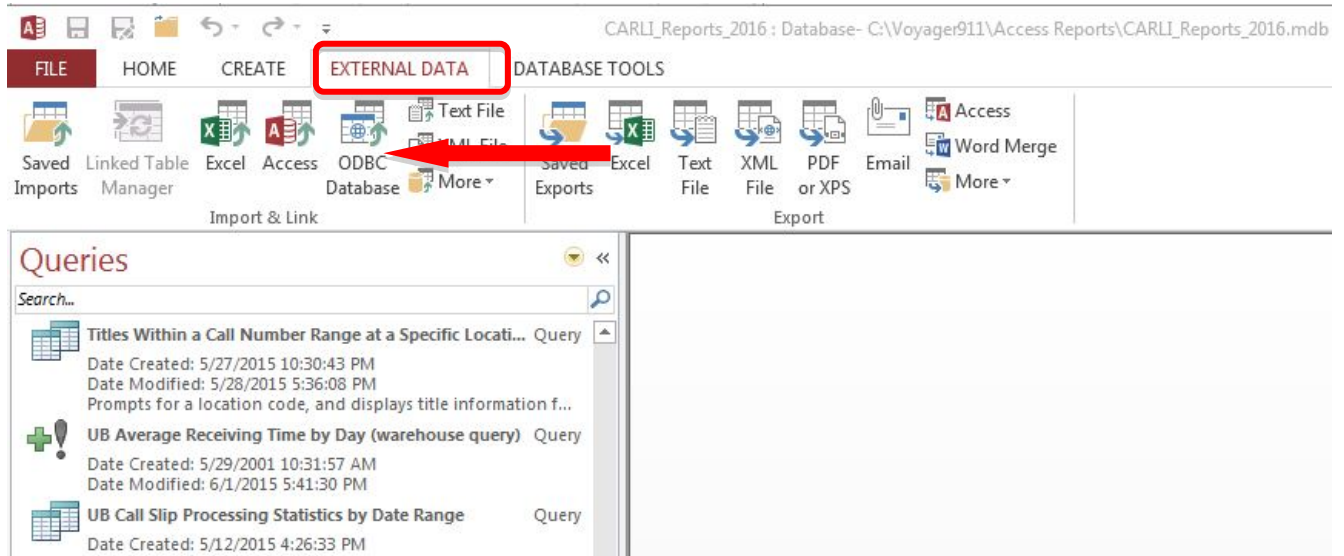 CARLI_Reports_2016 : Database- C:\Voyager911\Access Reports\CARLI_Reports_2016.mdb
FILE HOME CREATE EXTERNAL DATA DATABASE TOOLS
Saved Imports
Linked Table Manager
Excel
Access
ODBC Database
Text File
XML File
More
Import & Link
Saved Exports
Excel
Text File
XML File
PDF or XPS
Email
Access
Word Merge
More
Export
Queries
Search...
Titles Within a Call Number Range at a Specific Locati... Query
Date Created: 5/27/2015 10:30:43 PM
Date Modified: 5/28/2015 5:36:08 PM
Prompts for a location code, and displays title information f...
UB Average Receiving Time by Day (warehouse query) Query
Date Created: 5/29/2001 10:31:57 AM
Date Modified: 6/1/2015 5:41:30 PM
UB Call Slip Processing Statistics by Date Range Query
Date Created: 5/12/2015 4:26:33 PM